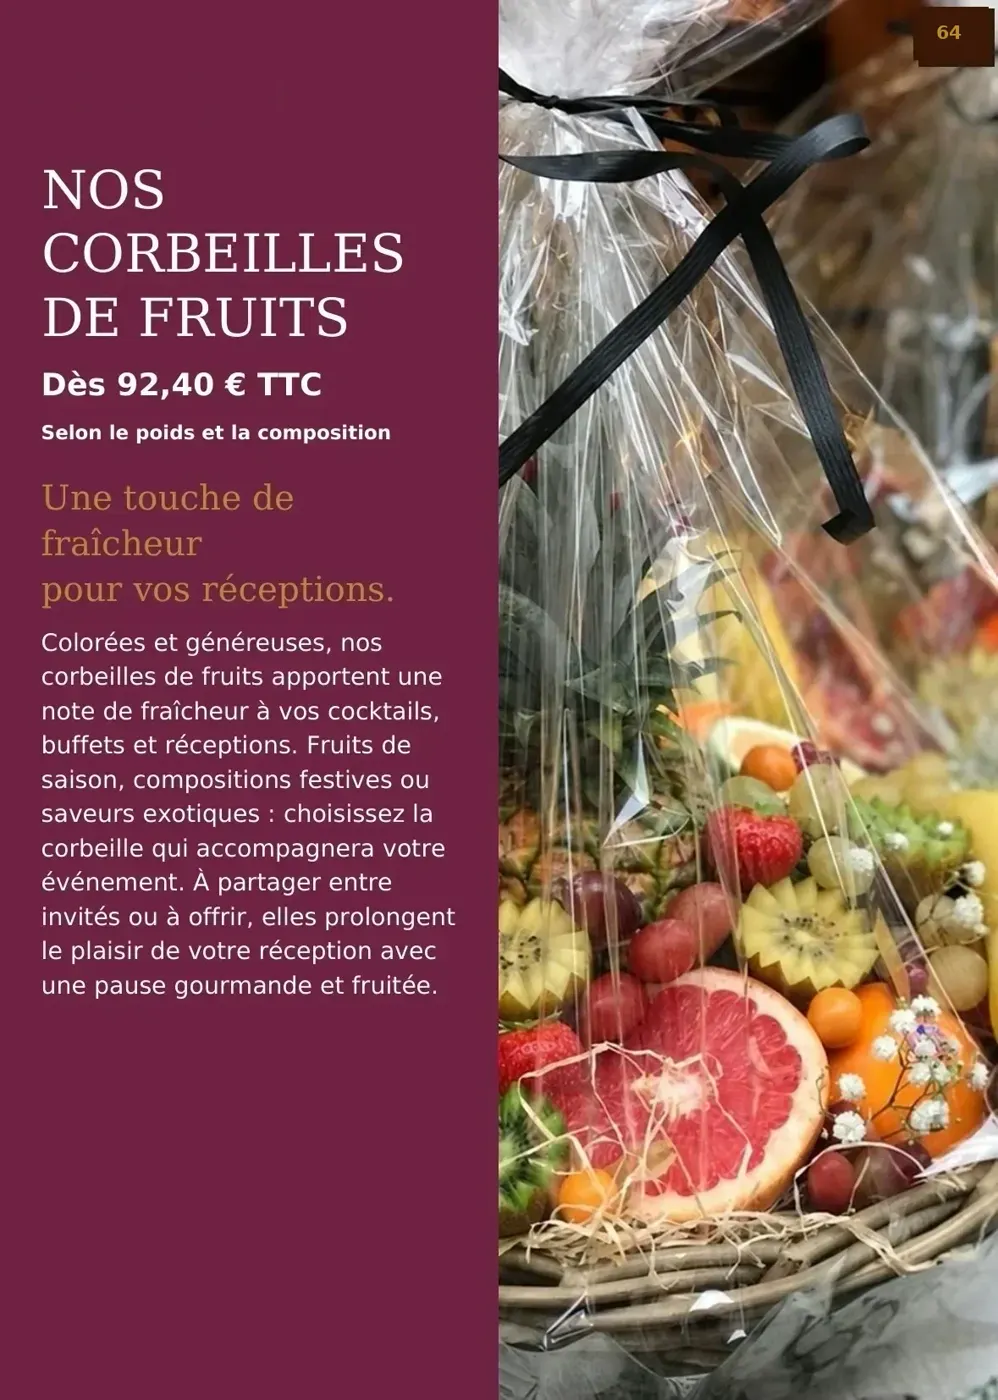 64
NOS
CORBEILLES
DE FRUITS
Dès 92,40 € TTC
Selon le poids et la composition
Une touche de
fraîcheur
pour vos réceptions.
Colorées et généreuses, nos
corbeilles de fruits apportent une
note de fraîcheur à vos cocktails,
buffets et réceptions. Fruits de
saison, compositions festives ou
saveurs exotiques : choisissez la
corbeille qui accompagnera votre
événement. À partager entre
invités ou à offrir, elles prolongent
le plaisir de votre réception avec
une pause gourmande et fruitée.